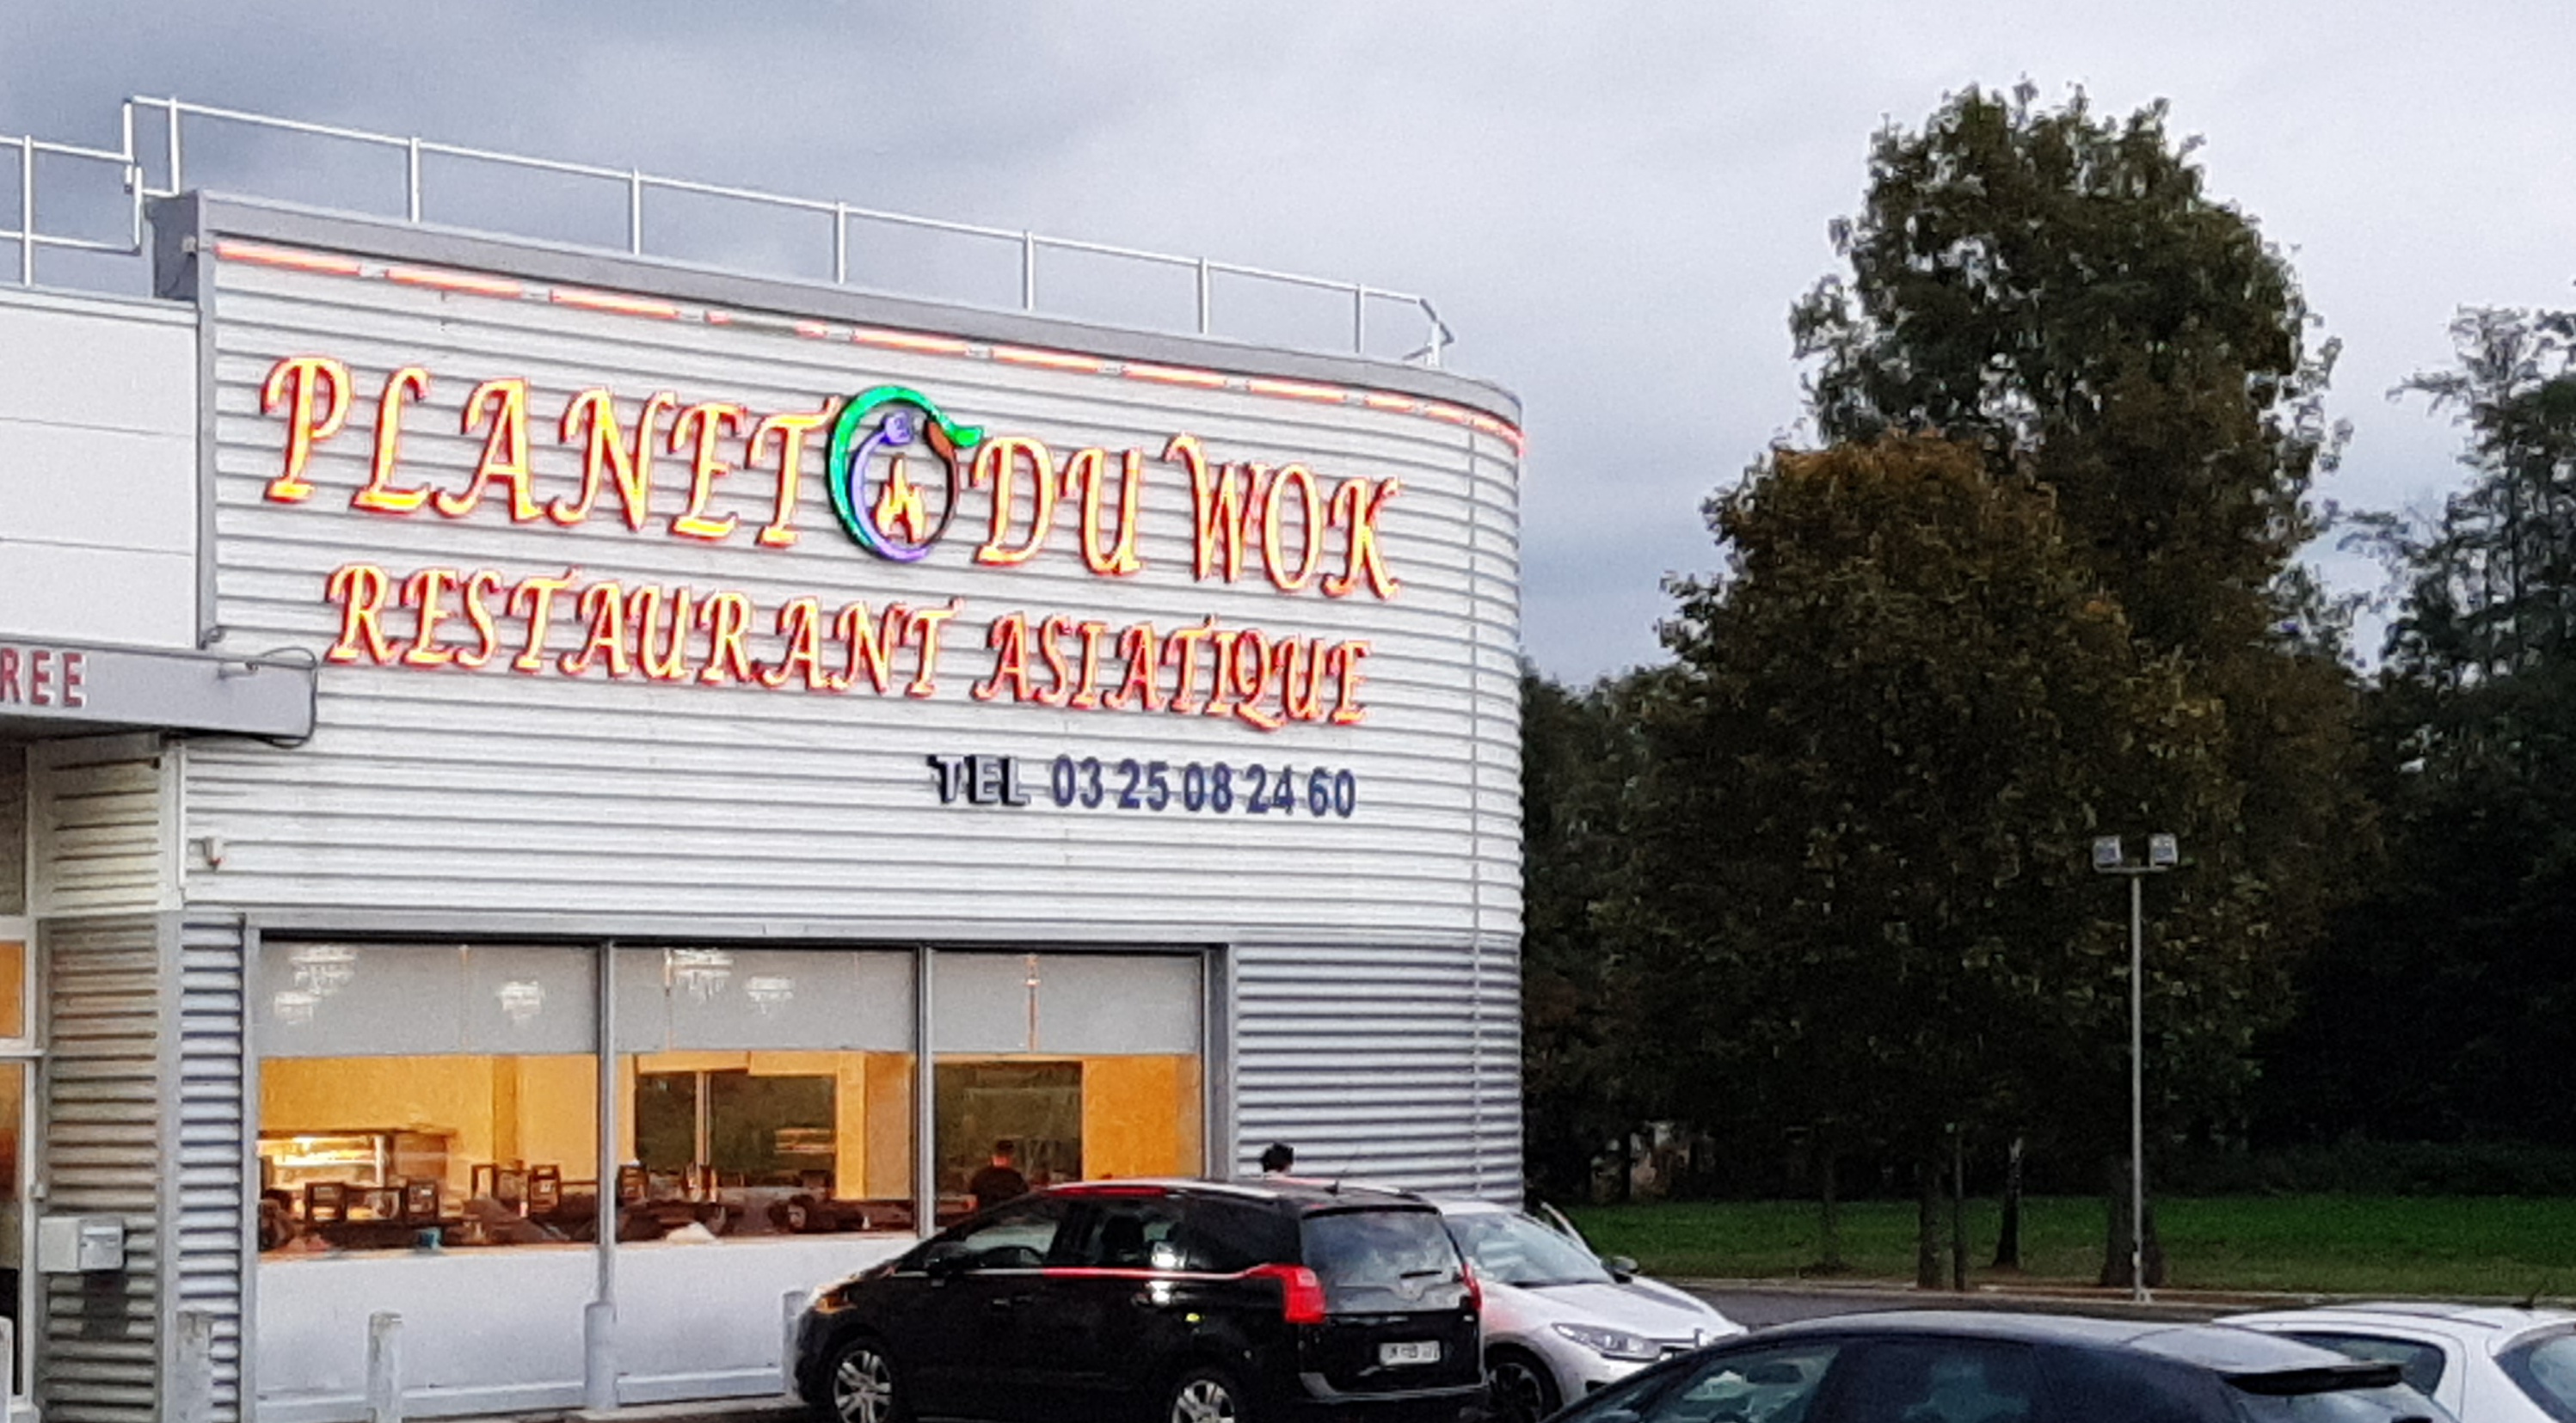 PLANET DU WOK
RESTAURANT ASIATIQUE
REE
TEL 03 25 08 24 60